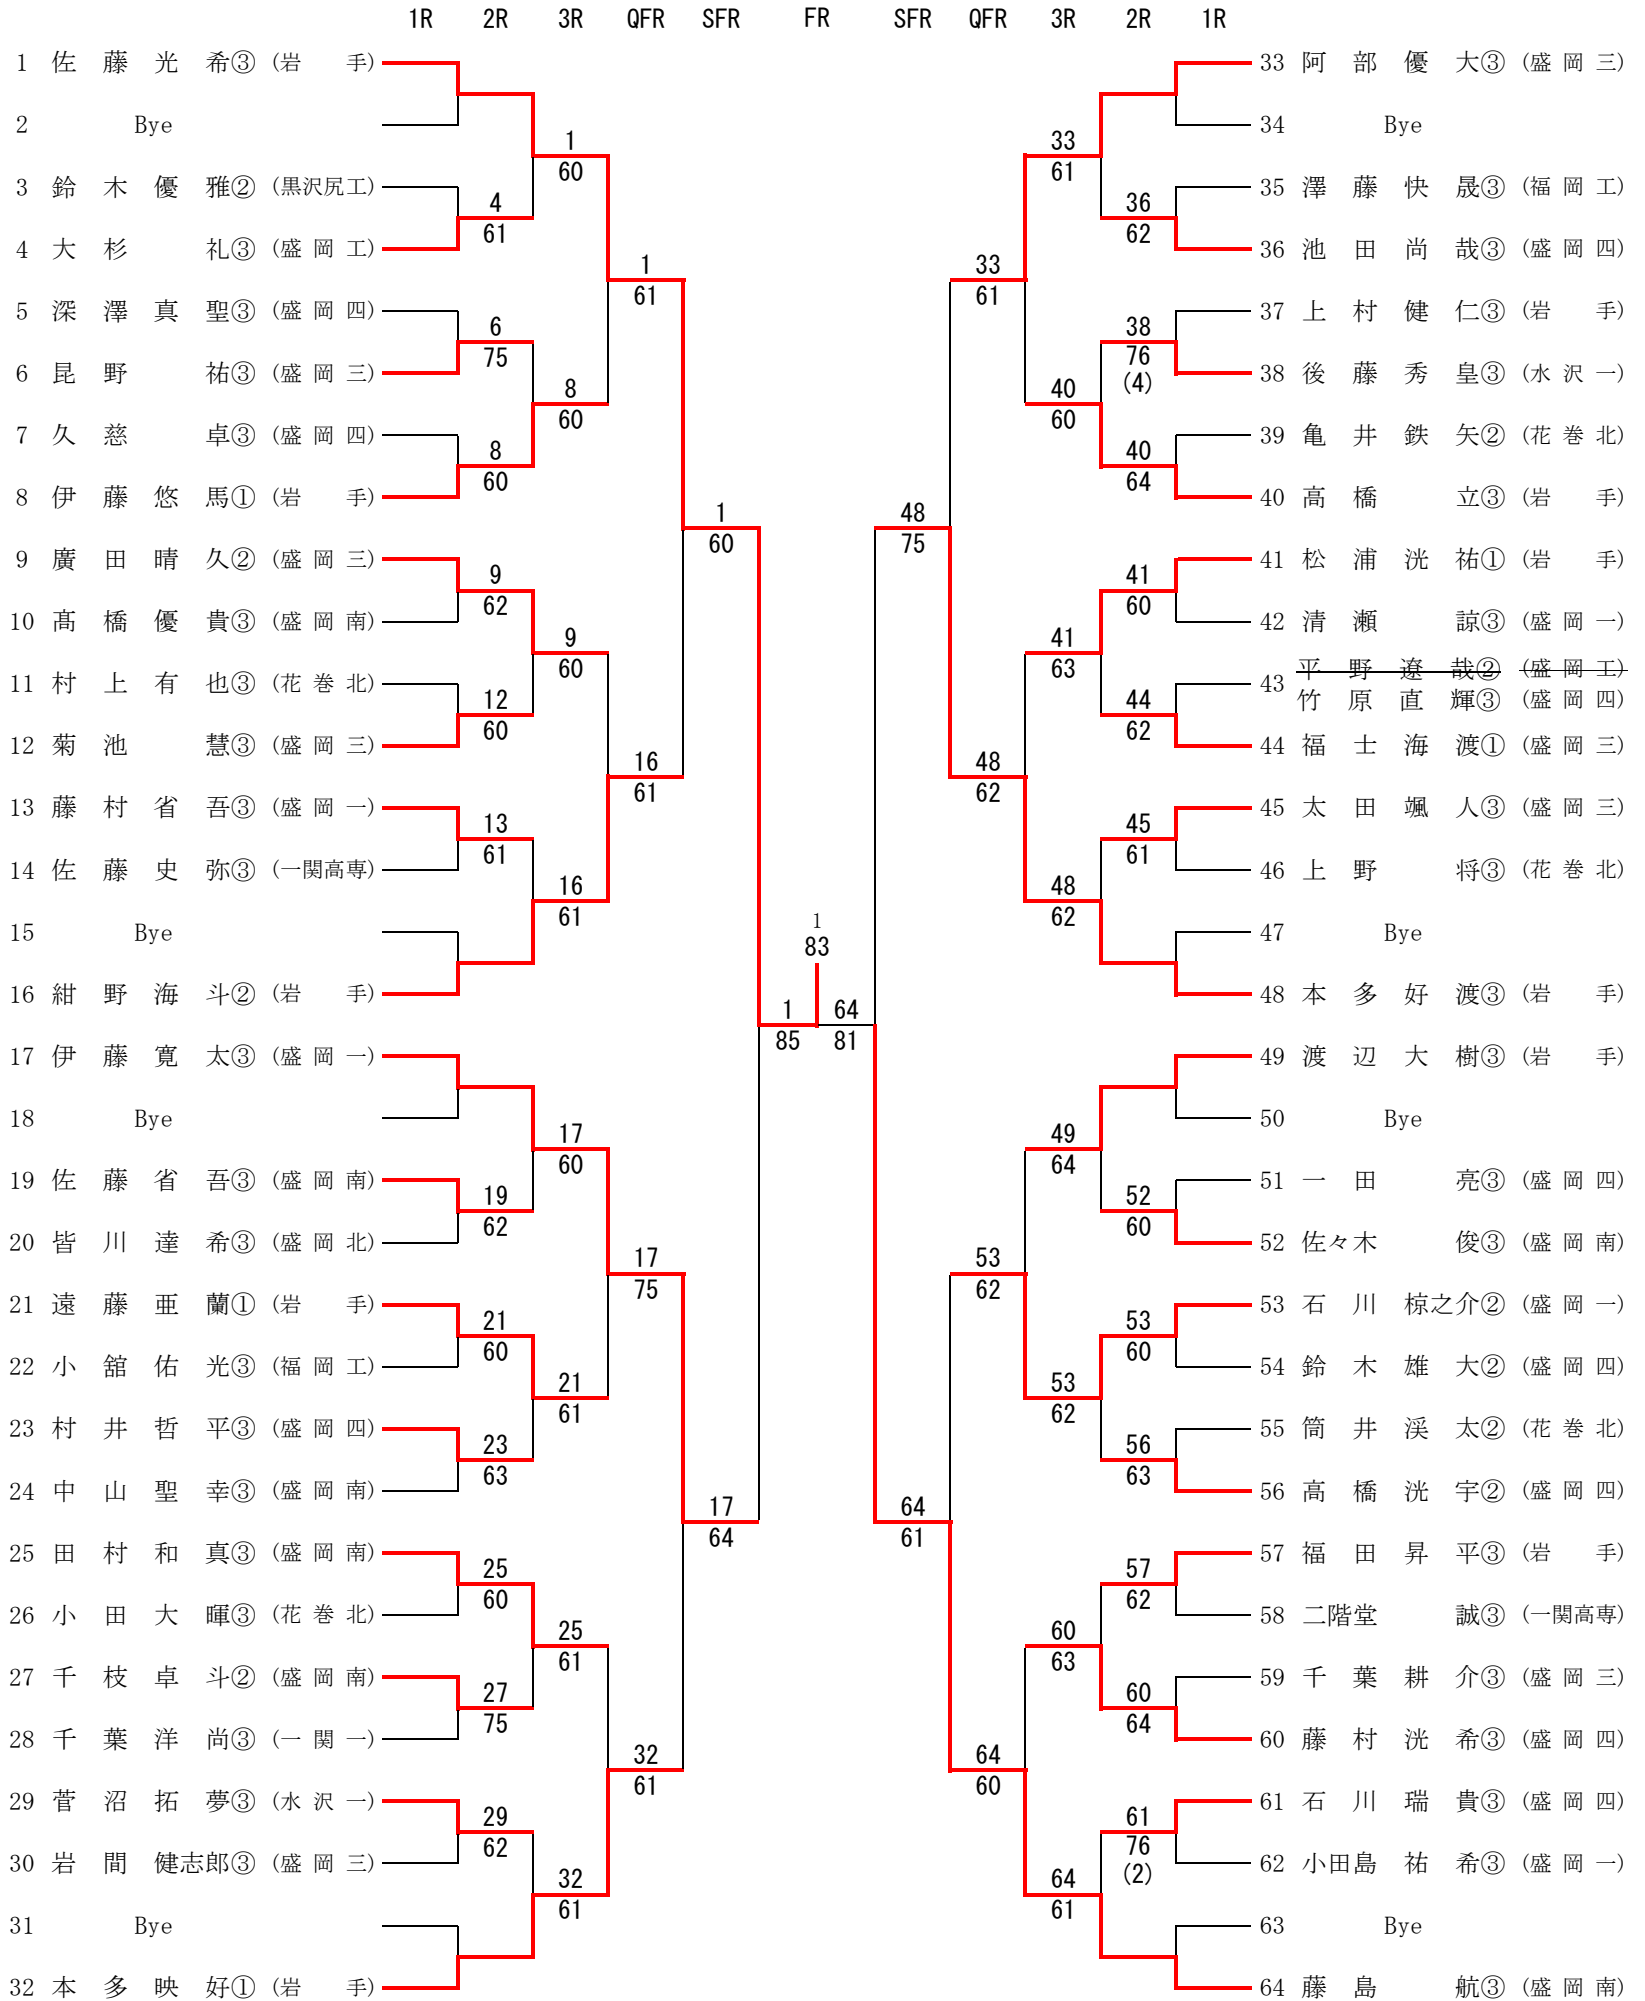 1R 2R 3R QFR SFR FR SFR QFR 3R 2R 1R
1 佐藤光希③ (岩手) 33 阿部優大③ (盛岡三)
2 Bye 34 Bye
1 33
60 61
3 鈴木優雅② (黒沢尻工) 35 澤藤快晟③ (福岡工)
4 36
61 62
4 大杉礼③ (盛岡工) 36 池田尚哉③ (盛岡四)
1 33
61 61
5 深澤真聖③ (盛岡四) 37 上村健仁③ (岩手)
6 38
75 76
(4)
6 昆野祐③ (盛岡三) 38 後藤秀皇③ (水沢一)
8 40
60 60
7 久慈卓③ (盛岡四) 39 亀井鉄矢② (花巻北)
8 40
60 64
8 伊藤悠馬① (岩手) 40 高橋立③ (岩手)
1 48
60 75
9 廣田晴久② (盛岡三) 41 松浦洸祐① (岩手)
9 41
62 60
10 髙橋優貴③ (盛岡南) 42 清瀬諒③ (盛岡一)
9 41
60 63
平野遼哉② (盛岡工)
11 村上有也③ (花巻北) 43 竹原直輝③ (盛岡四)
12 44
60 62
12 菊池慧③ (盛岡三) 44 福士海渡① (盛岡三)
16 48
61 62
13 藤村省吾③ (盛岡一) 45 太田颯人③ (盛岡三)
13 45
61 61
14 佐藤史弥③ (一関高専) 46 上野将③ (花巻北)
16 48
61 62
15 Bye 47 Bye
1
83
16 紺野海斗② (岩手) 48 本多好渡③ (岩手)
1 64
85 81
17 伊藤寛太③ (盛岡一) 49 渡辺大樹③ (岩手)
18 Bye 50 Bye
17 49
60 64
19 佐藤省吾③ (盛岡南) 51 一田亮③ (盛岡四)
19 52
62 60
20 皆川達希③ (盛岡北) 52 佐々木俊③ (盛岡南)
17 53
75 62
21 遠藤亜蘭① (岩手) 53 石川椋之介② (盛岡一)
21 53
60 60
22 小舘佑光③ (福岡工) 54 鈴木雄大② (盛岡四)
21 53
61 62
23 村井哲平③ (盛岡四) 55 筒井渓太② (花巻北)
23 56
63 63
24 中山聖幸③ (盛岡南) 56 高橋洸宇② (盛岡四)
17 64
64 61
25 田村和真③ (盛岡南) 57 福田昇平③ (岩手)
25 57
60 62
26 小田大暉③ (花巻北) 58 二階堂誠③ (一関高専)
25 60
61 63
27 千枝卓斗② (盛岡南) 59 千葉耕介③ (盛岡三)
27 60
75 64
28 千葉洋尚③ (一関一) 60 藤村洸希③ (盛岡四)
32 64
61 60
29 菅沼拓夢③ (水沢一) 61 石川瑞貴③ (盛岡四)
29 61
62 76
(2)
30 岩間健志郎③ (盛岡三) 62 小田島祐希③ (盛岡一)
32 64
61 61
31 Bye 63 Bye
32 本多映好① (岩手) 64 藤島航③ (盛岡南)